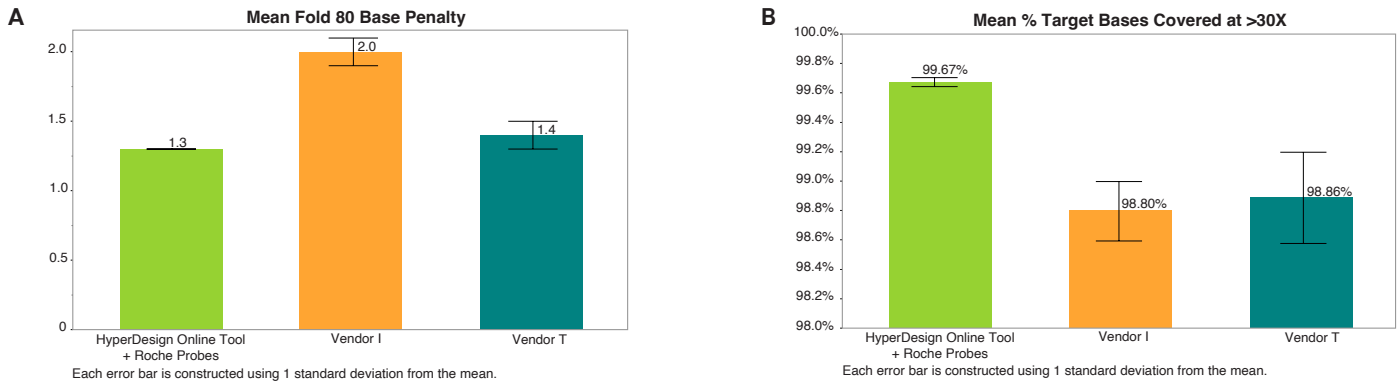 A
Mean Fold 80 Base Penalty
2.0
1.5
1.0
0.5
0
1.3
2.0
1.4
HyperDesign Online Tool
+ Roche Probes
Vendor I
Vendor T
Each error bar is constructed using 1 standard deviation from the mean.
B
Mean % Target Bases Covered at >30X
100.0%
99.8%
99.6%
99.4%
99.2%
99.0%
98.8%
98.6%
98.4%
98.2%
98.0%
99.67%
98.80%
98.86%
HyperDesign Online Tool
+ Roche Probes
Vendor I
Vendor T
Each error bar is constructed using 1 standard deviation from the mean.